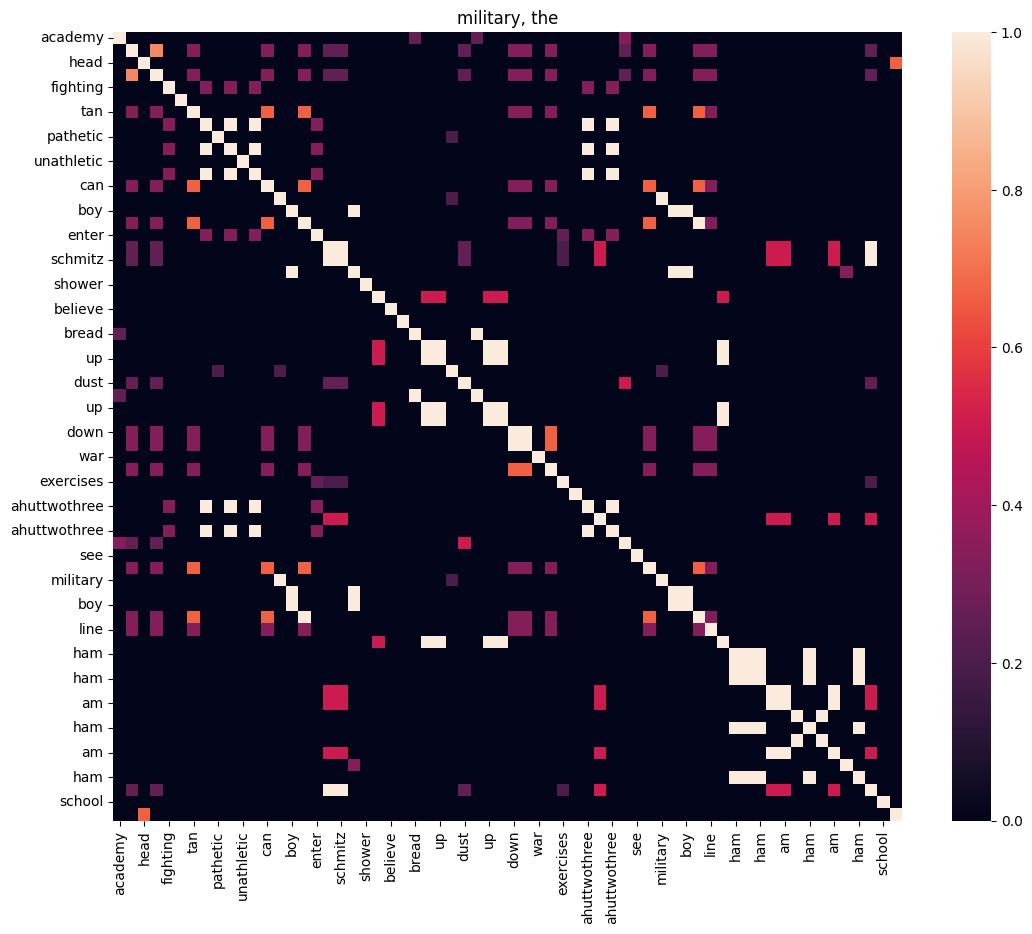 military, the
academy
head
fighting
tan
pathetic
unathletic
can
boy
enter
schmitz
shower
believe
bread
up
dust
up
down
war
exercises
ahuttwothree
ahuttwothree
see
military
boy
line
ham
ham
am
ham
am
ham
school
academy
head
fighting
tan
pathetic
unathletic
can
boy
enter
schmitz
shower
believe
bread
up
dust
up
down
war
exercises
ahuttwothree
ahuttwothree
see
military
boy
line
ham
ham
am
ham
am
ham
school
1.0
0.8
0.6
0.4
0.2
0.0